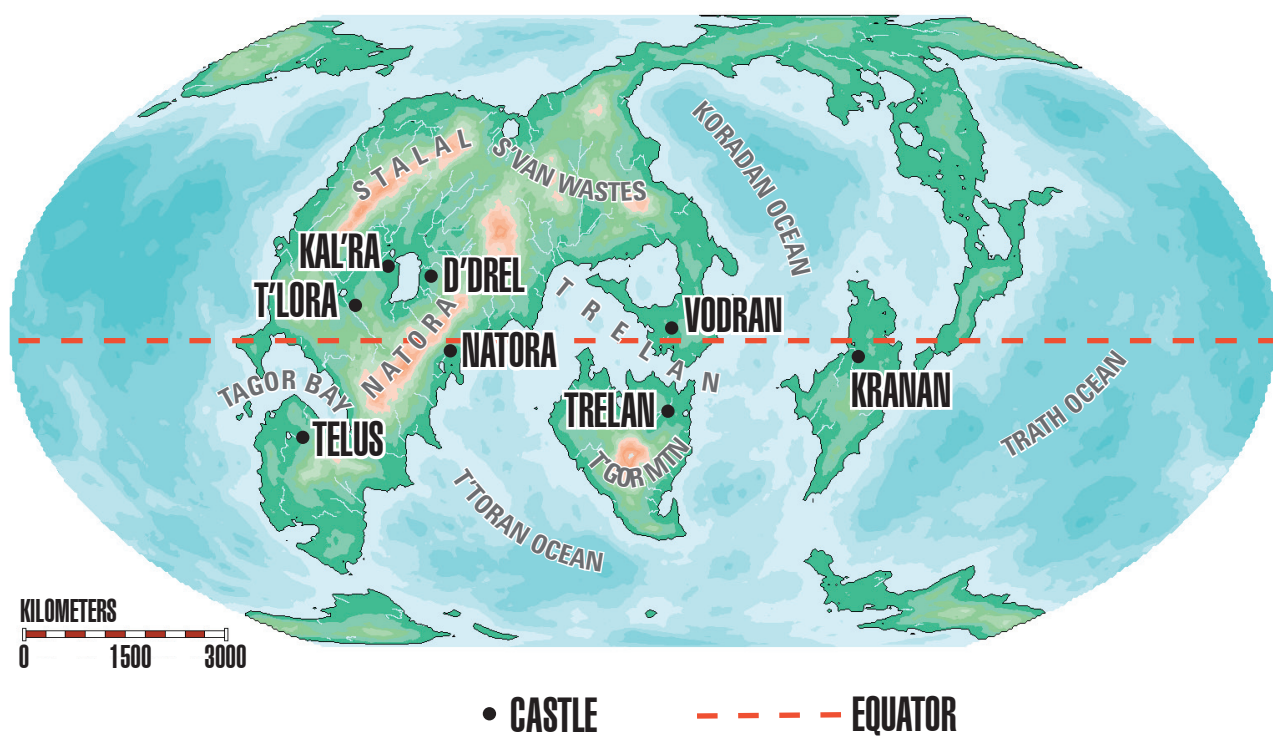 KORADAN OCEAN
STALAL
S'VAN WASTES
KAL'RA
D'DREL
T'LORA
TRELAN
VODRAN
NATORA
NATORA
TAGOR BAY
KRANAN
TRELAN
TRATH OCEAN
TELUS
T'GOR MTN
T'TORAN OCEAN
KILOMETERS
0 1500 3000
CASTLE EQUATOR